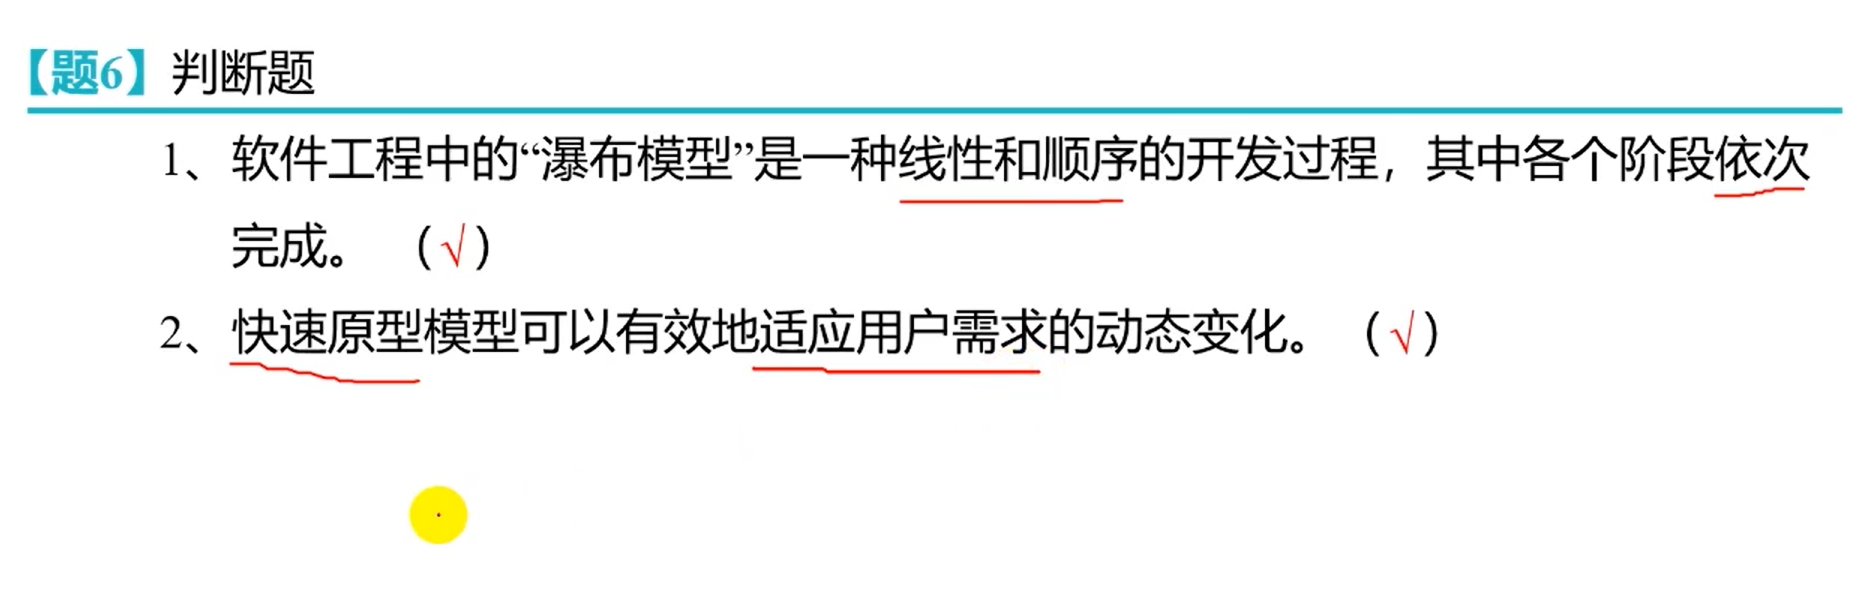 【题6】判断题
1、软件工程中的“瀑布模型”是一种线性和顺序的开发过程，其中各个阶段依次
完成。（√）
2、快速原型模型可以有效地适应用户需求的动态变化。（√）